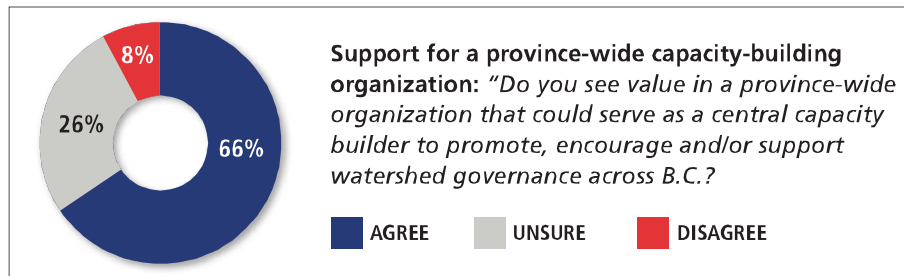 8%
26%
66%
Support for a province-wide capacity-building
organization: “Do you see value in a province-wide
organization that could serve as a central capacity
builder to promote, encourage and/or support
watershed governance across B.C.?
AGREE
UNSURE
DISAGREE